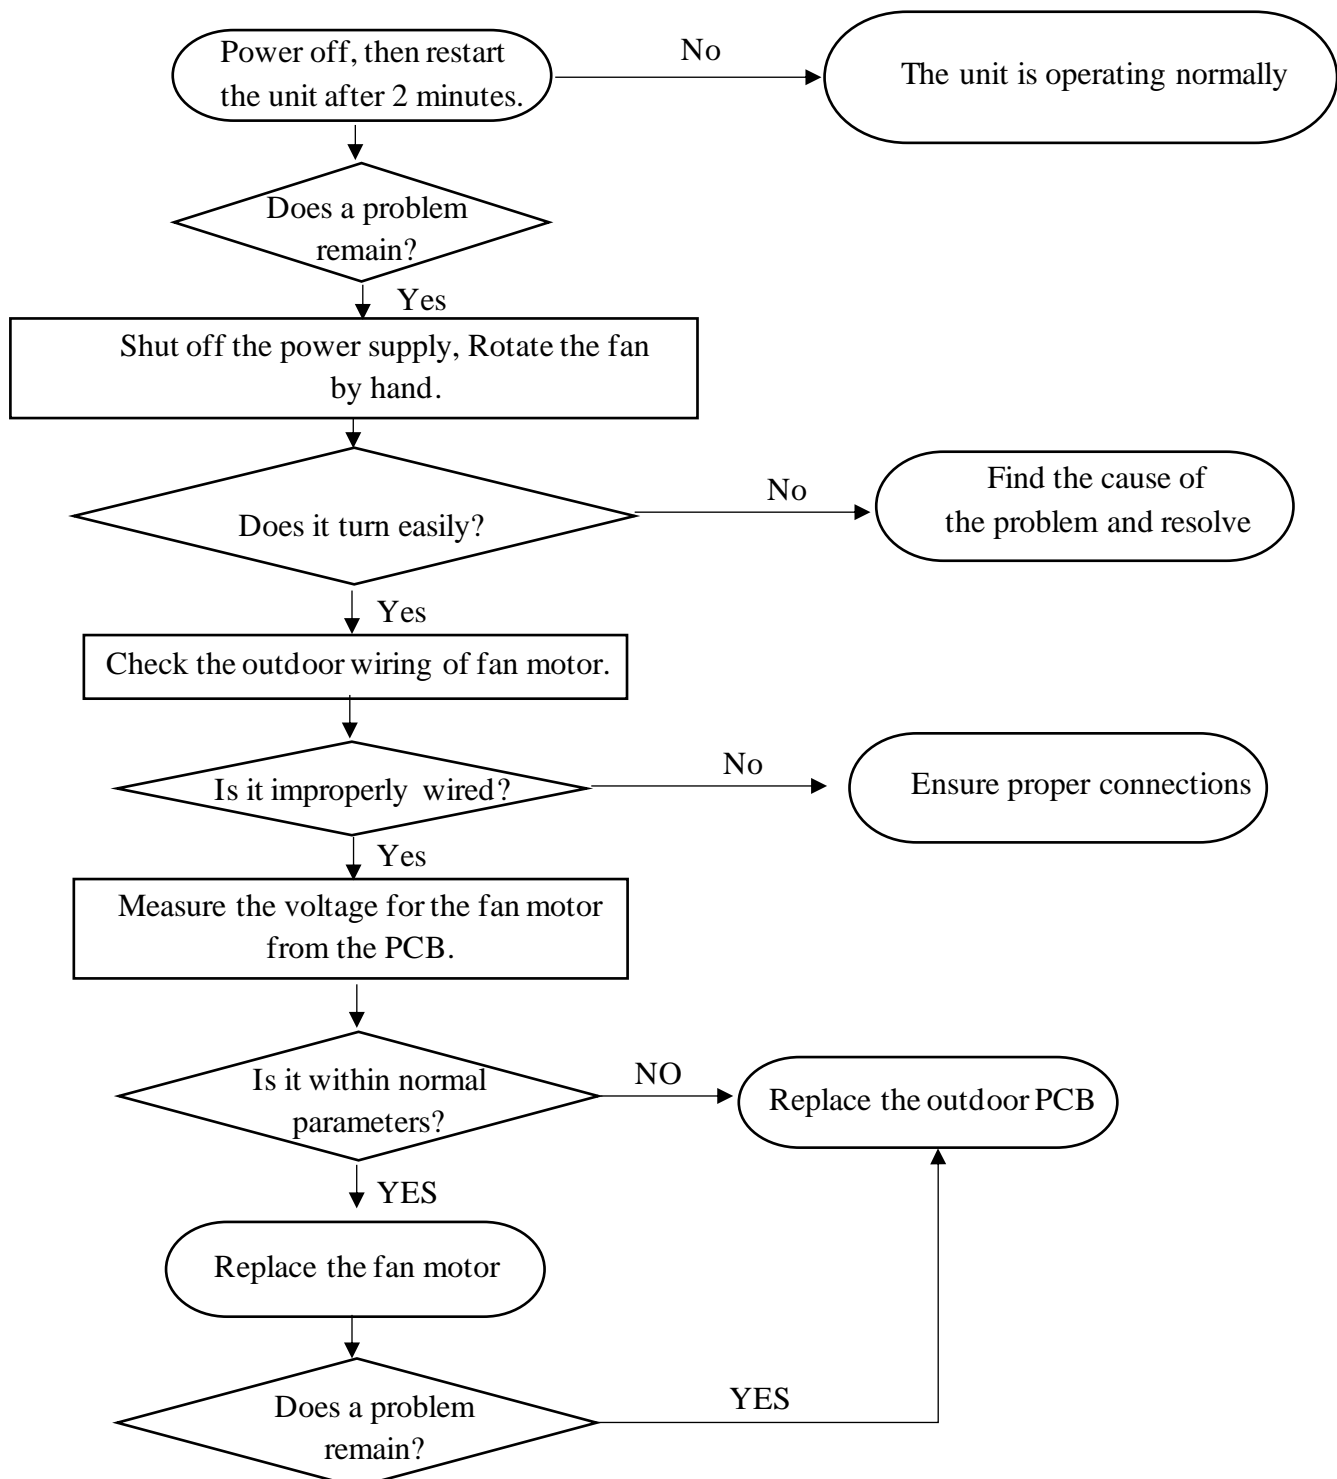 Power off, then restart
the unit after 2 minutes.
No
The unit is operating normally
Does a problem
remain?
Yes
Shut off the power supply, Rotate the fan
by hand.
Does it turn easily?
No
Find the cause of
the problem and resolve
Yes
Check the outdoor wiring of fan motor.
Is it improperly wired?
No
Ensure proper connections
Yes
Measure the voltage for the fan motor
from the PCB.
Is it within normal
parameters?
NO
Replace the outdoor PCB
YES
Replace the fan motor
Does a problem
remain?
YES